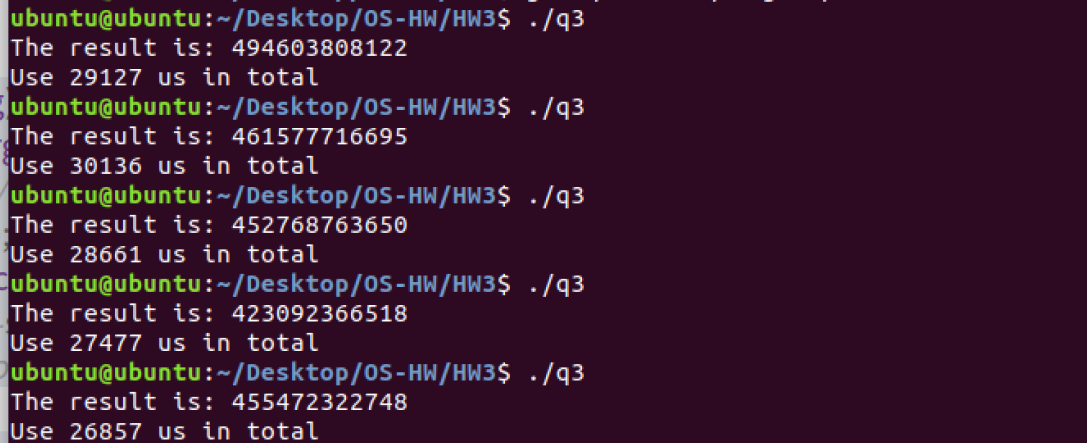 ubuntu@ubuntu:~/Desktop/OS-HW/HW3$ ./q3
The result is: 494603808122
Use 29127 us in total
ubuntu@ubuntu:~/Desktop/OS-HW/HW3$ ./q3
The result is: 461577716695
Use 30136 us in total
ubuntu@ubuntu:~/Desktop/OS-HW/HW3$ ./q3
The result is: 452768763650
Use 28661 us in total
ubuntu@ubuntu:~/Desktop/OS-HW/HW3$ ./q3
The result is: 423092366518
Use 27477 us in total
ubuntu@ubuntu:~/Desktop/OS-HW/HW3$ ./q3
The result is: 455472322748
Use 26857 us in total